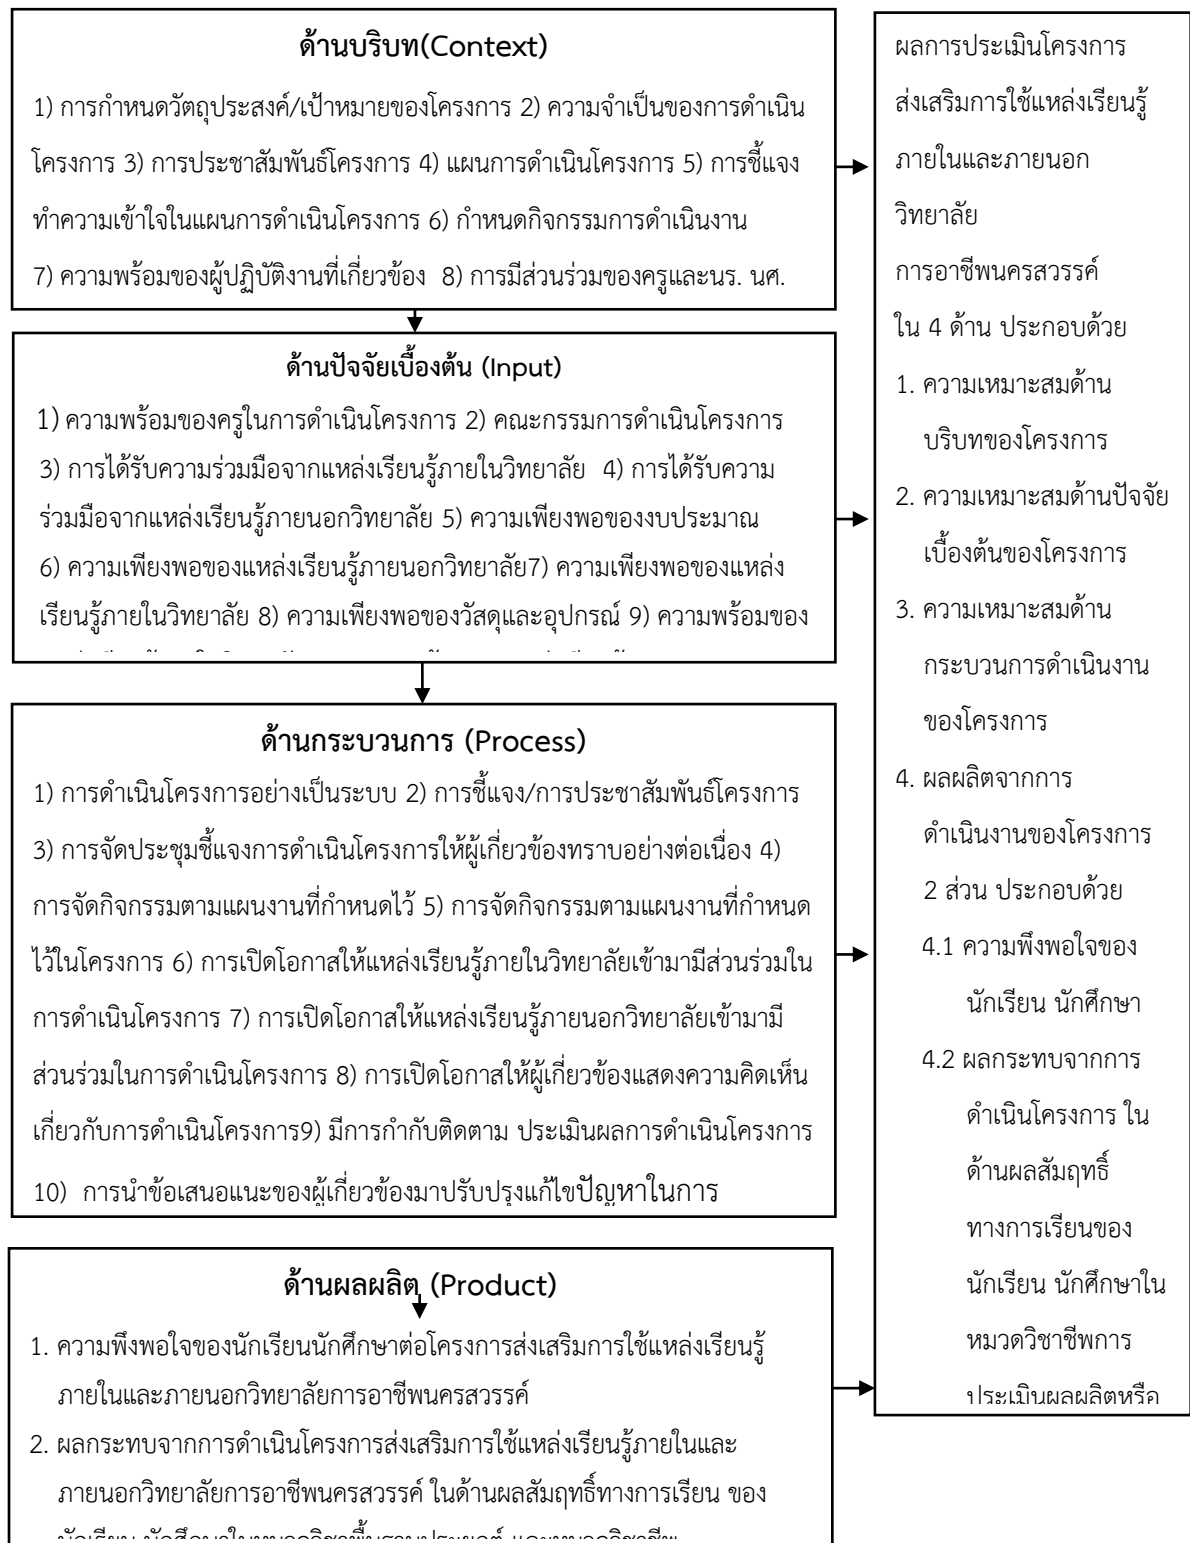 ด้านบริบท(Context)
1) การกำหนดวัตถุประสงค์/เป้าหมายของโครงการ 2) ความจำเป็นของการดำเนิน
โครงการ 3) การประชาสัมพันธ์โครงการ 4) แผนการดำเนินโครงการ 5) การชี้แจง
ทำความเข้าใจในแผนการดำเนินโครงการ 6) กำหนดกิจกรรมการดำเนินงาน
7) ความพร้อมของผู้ปฏิบัติงานที่เกี่ยวข้อง 8) การมีส่วนร่วมของครูและนร. นศ.
ด้านปัจจัยเบื้องต้น (Input)
1) ความพร้อมของครูในการดำเนินโครงการ 2) คณะกรรมการดำเนินโครงการ
3) การได้รับความร่วมมือจากแหล่งเรียนรู้ภายในวิทยาลัย 4) การได้รับความ
ร่วมมือจากแหล่งเรียนรู้ภายนอกวิทยาลัย 5) ความเพียงพอของงบประมาณ
6) ความเพียงพอของแหล่งเรียนรู้ภายนอกวิทยาลัย7) ความเพียงพอของแหล่ง
เรียนรู้ภายในวิทยาลัย 8) ความเพียงพอของวัสดุและอุปกรณ์ 9) ความพร้อมของ
ด้านกระบวนการ (Process)
1) การดำเนินโครงการอย่างเป็นระบบ 2) การชี้แจง/การประชาสัมพันธ์โครงการ
3) การจัดประชุมชี้แจงการดำเนินโครงการให้ผู้เกี่ยวข้องทราบอย่างต่อเนื่อง 4)
การจัดกิจกรรมตามแผนงานที่กำหนดไว้ 5) การจัดกิจกรรมตามแผนงานที่กำหนด
ไว้ในโครงการ 6) การเปิดโอกาสให้แหล่งเรียนรู้ภายในวิทยาลัยเข้ามามีส่วนร่วมใน
การดำเนินโครงการ 7) การเปิดโอกาสให้แหล่งเรียนรู้ภายนอกวิทยาลัยเข้ามามี
ส่วนร่วมในการดำเนินโครงการ 8) การเปิดโอกาสให้ผู้เกี่ยวข้องแสดงความคิดเห็น
เกี่ยวกับการดำเนินโครงการ9) มีการกำกับติดตาม ประเมินผลการดำเนินโครงการ
10) การนำข้อเสนอแนะของผู้เกี่ยวข้องมาปรับปรุงแก้ไขปัญหาในการ
ด้านผลผลิต (Product)
1. ความพึงพอใจของนักเรียนนักศึกษาต่อโครงการส่งเสริมการใช้แหล่งเรียนรู้
ภายในและภายนอกวิทยาลัยการอาชีพนครสวรรค์
2. ผลกระทบจากการดำเนินโครงการส่งเสริมการใช้แหล่งเรียนรู้ภายในและ
ภายนอกวิทยาลัยการอาชีพนครสวรรค์ ในด้านผลสัมฤทธิ์ทางการเรียน ของ
ผลการประเมินโครงการ
ส่งเสริมการใช้แหล่งเรียนรู้
ภายในและภายนอก
วิทยาลัย
การอาชีพนครสวรรค์
ใน 4 ด้าน ประกอบด้วย
1. ความเหมาะสมด้าน
บริบทของโครงการ
2. ความเหมาะสมด้านปัจจัย
เบื้องต้นของโครงการ
3. ความเหมาะสมด้าน
กระบวนการดำเนินงาน
ของโครงการ
4. ผลผลิตจากการ
ดำเนินงานของโครงการ
2 ส่วน ประกอบด้วย
4.1 ความพึงพอใจของ
นักเรียน นักศึกษา
4.2 ผลกระทบจากการ
ดำเนินโครงการ ใน
ด้านผลสัมฤทธิ์
ทางการเรียนของ
นักเรียน นักศึกษาใน
หมวดวิชาชีพการ
ประเมินผลผลิตหรือ